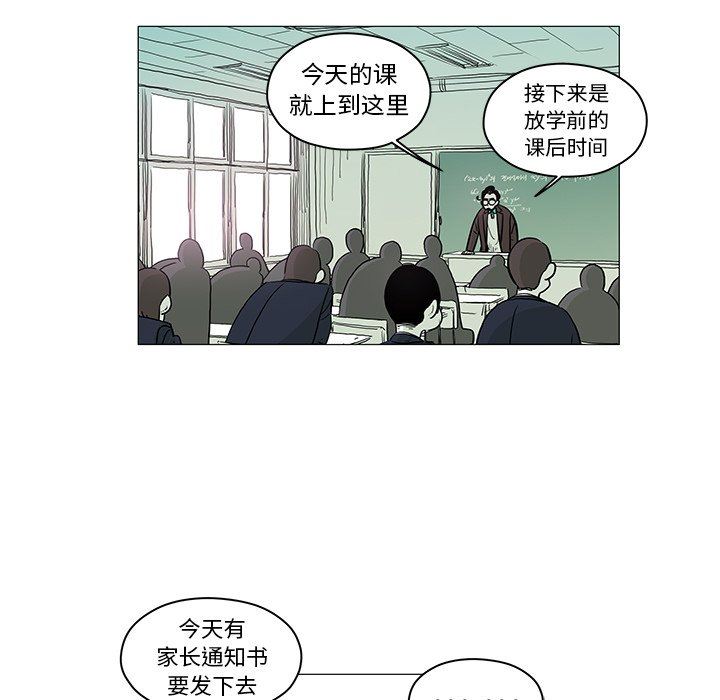 今天的课
就上到这里
接下来是
放学前的
课后时间
今天有
家长通知书
要发下去